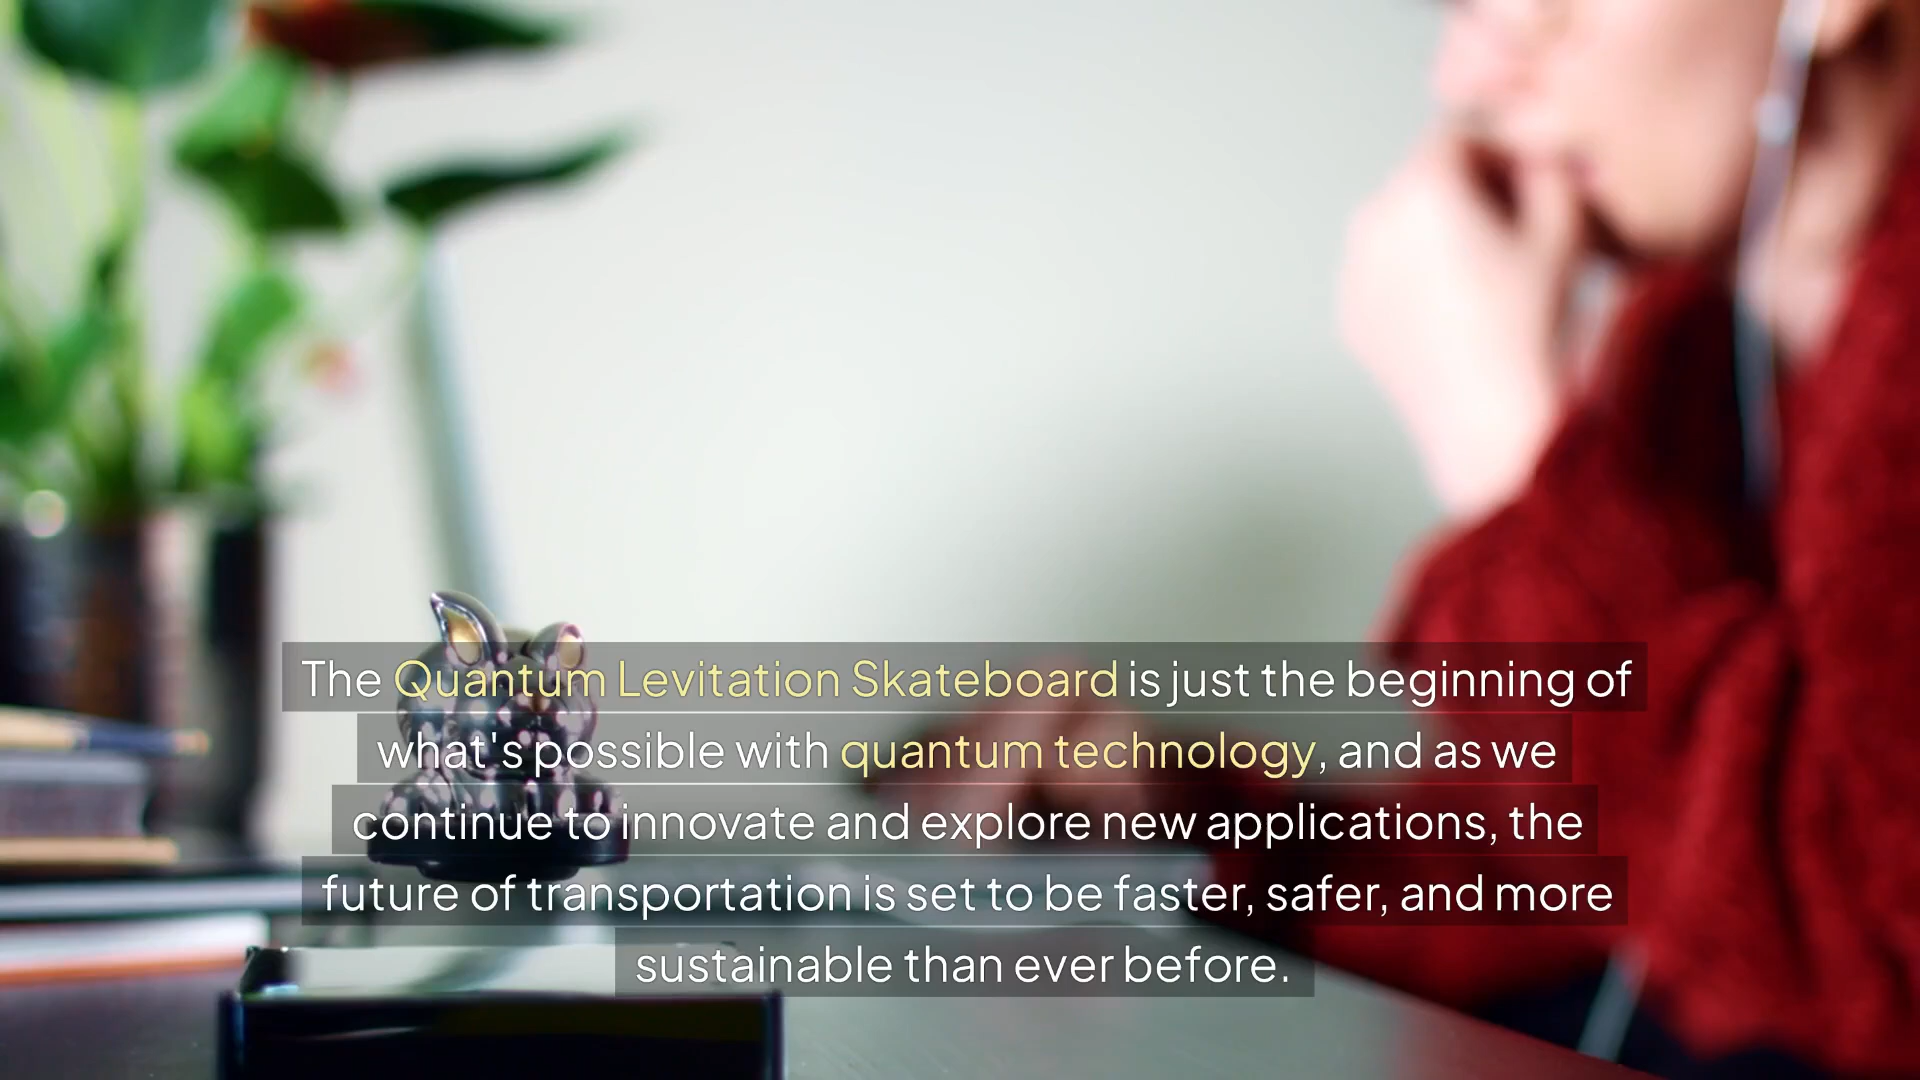 The Quantum Levitation Skateboard is just the beginning of
what's possible with quantum technology, and as we
continue to innovate and explore new applications, the
future of transportation is set to be faster, safer, and more
sustainable than ever before.